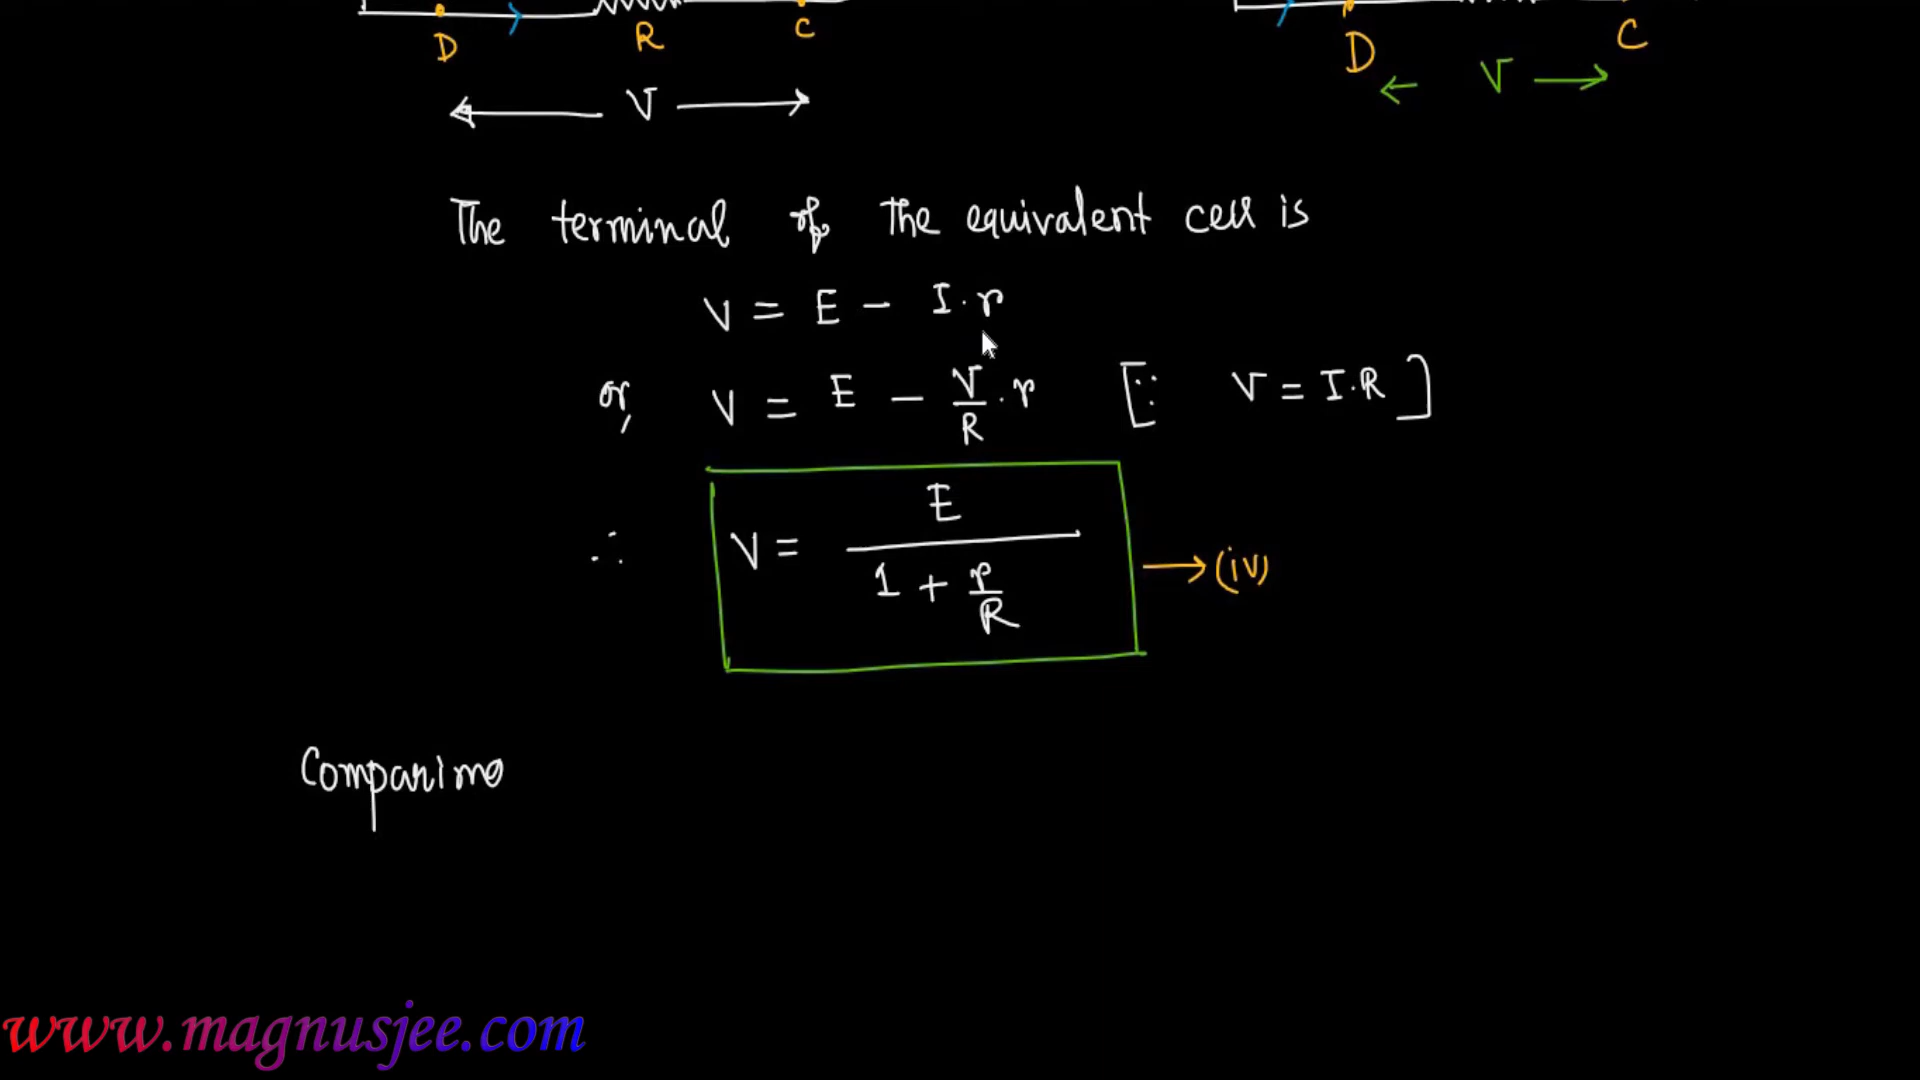 D R C D C
V V
The terminal of the equivalent cell is
V = E - I.r
or, V = E - V/R . r [∵ V = I.R]
∴ V = E / (1 + r/R) → (iv)
Comparing
www.magnusjee.com